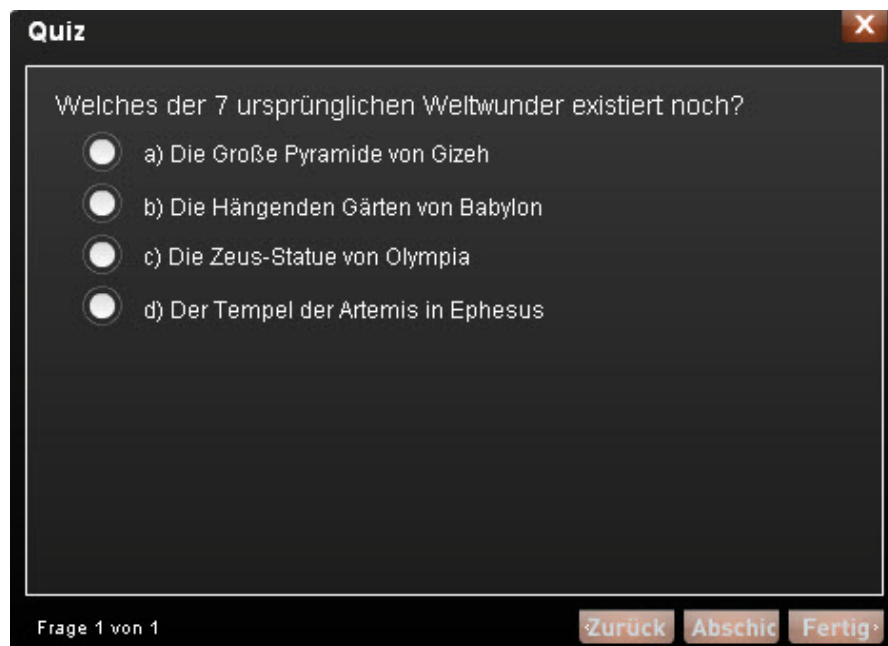 Quiz
X
Welches der 7 ursprünglichen Weltwunder existiert noch?
a) Die Große Pyramide von Gizeh
b) Die Hängenden Gärten von Babylon
c) Die Zeus-Statue von Olympia
d) Der Tempel der Artemis in Ephesus
Frage 1 von 1 Zurück Abschic Fertig